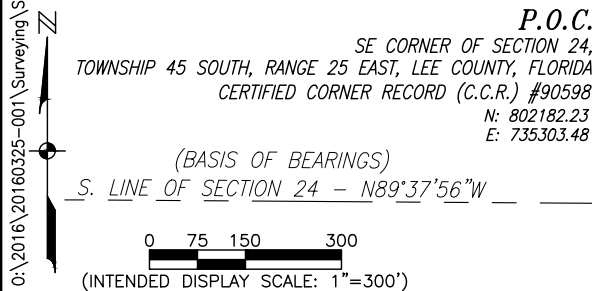 O:\2016\20160325-001\Surveying\S
N
P.O.C.
SE CORNER OF SECTION 24,
TOWNSHIP 45 SOUTH, RANGE 25 EAST, LEE COUNTY, FLORIDA
CERTIFIED CORNER RECORD (C.C.R.) #90598
N: 802182.23
E: 735303.48
(BASIS OF BEARINGS)
S. LINE OF SECTION 24 - N89°37'56"W
0 75 150 300
(INTENDED DISPLAY SCALE: 1"=300')